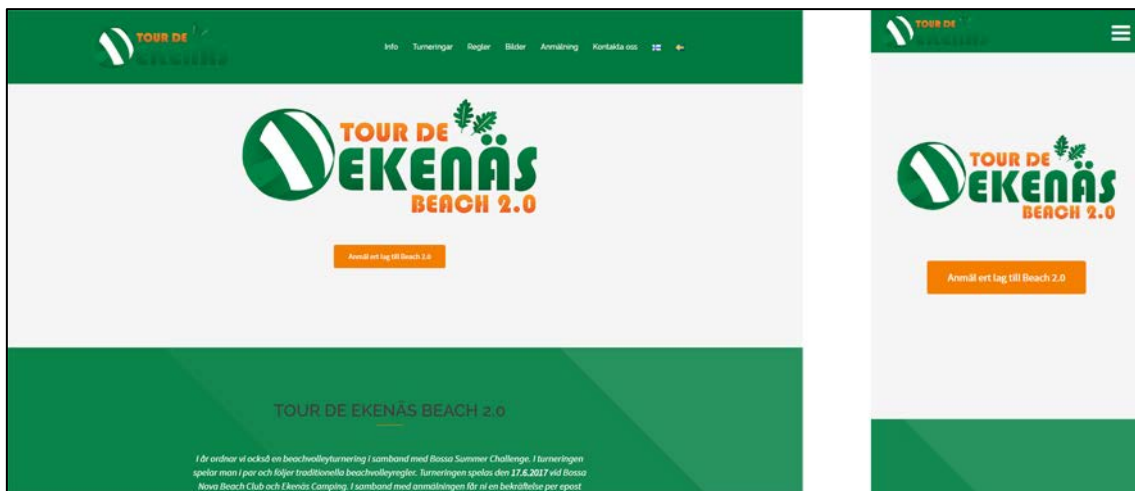 TOUR DE
EKENÄS
Info Turneringar Regler Bilder Anmälning Kontakta oss
TOUR DE
EKENÄS
BEACH 2.0
Anmäl ert lag till Beach 2.0
TOUR DE EKENÄS BEACH 2.0
I år ordnar vi också en beachvolleyturnering i samband med Bossa Summer Challenge. I turneringen
spelar man i par och följer traditionella beachvolleyregler. Turneringen spelas den 17.6.2017 vid Bossa
Nova Beach Club och Ekenäs Camping. I samband med anmälningen får ni en bekräftelse per epost
TOUR DE
EKENÄS
TOUR DE
EKENÄS
BEACH 2.0
Anmäl ert lag till Beach 2.0